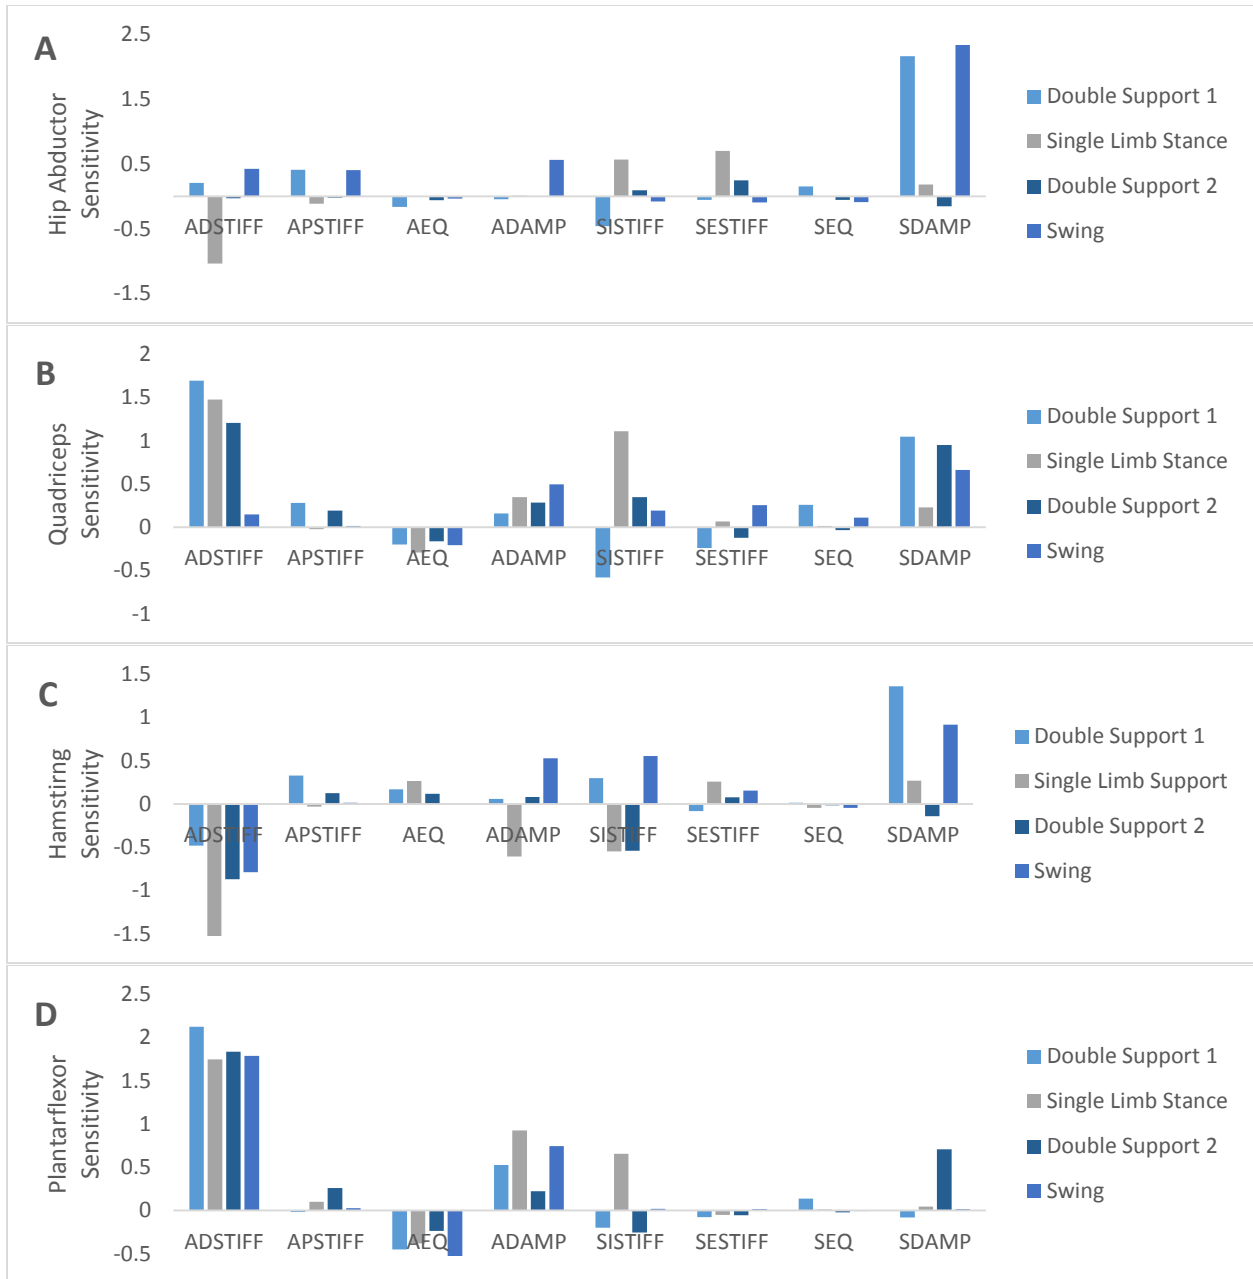 A
Hip Abductor
Sensitivity
2.5
1.5
0.5
-0.5
-1.5
ADSTIFF APSTIFF AEQ ADAMP SISTIFF SESTIFF SEQ SDAMP
Double Support 1
Single Limb Stance
Double Support 2
Swing
B
Quadriceps
Sensitivity
2
1.5
1
0.5
0
-0.5
-1
ADSTIFF APSTIFF AEQ ADAMP SISTIFF SESTIFF SEQ SDAMP
Double Support 1
Single Limb Stance
Double Support 2
Swing
C
Hamstirng
Sensitivity
1.5
1
0.5
0
-0.5
-1
-1.5
ADSTIFF APSTIFF AEQ ADAMP SISTIFF SESTIFF SEQ SDAMP
Double Support 1
Single Limb Support
Double Support 2
Swing
D
Plantarflexor
Sensitivity
2.5
2
1.5
1
0.5
0
-0.5
ADSTIFF APSTIFF AEQ ADAMP SISTIFF SESTIFF SEQ SDAMP
Double Support 1
Single Limb Stance
Double Support 2
Swing